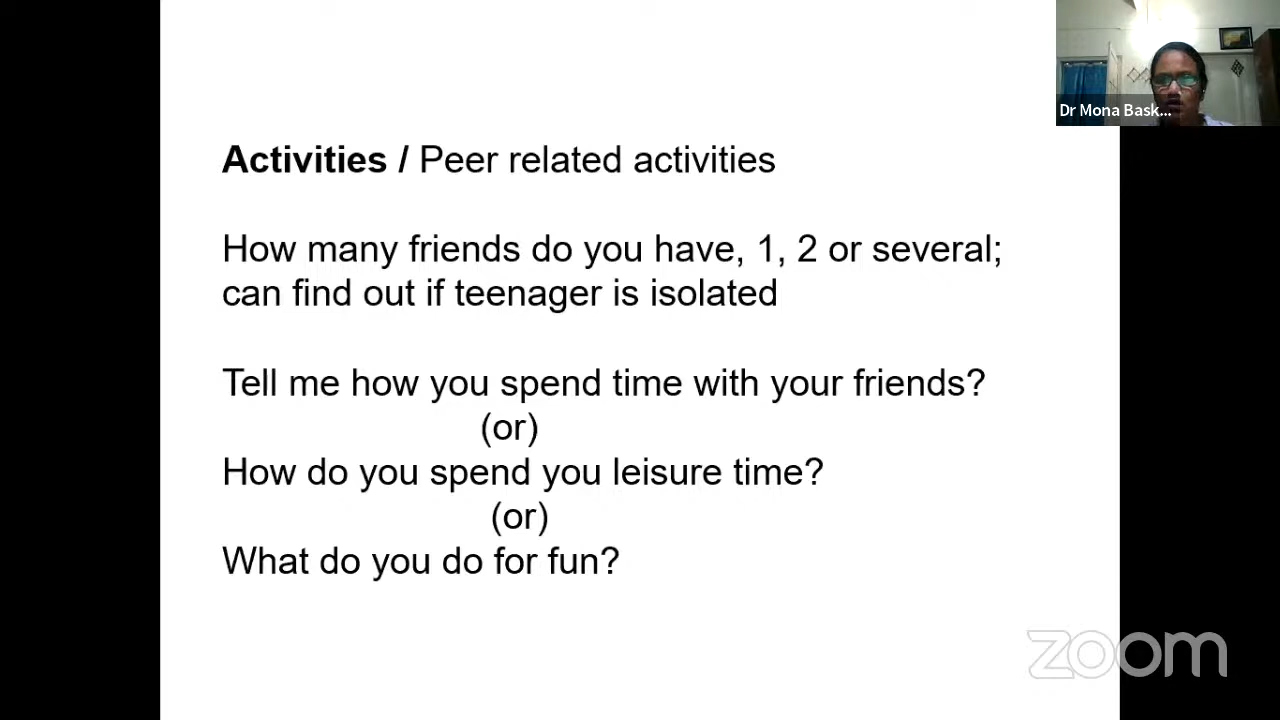 Dr Mona Bask...
Activities / Peer related activities
How many friends do you have, 1, 2 or several;
can find out if teenager is isolated
Tell me how you spend time with your friends?
(or)
How do you spend you leisure time?
(or)
What do you do for fun?
zoom